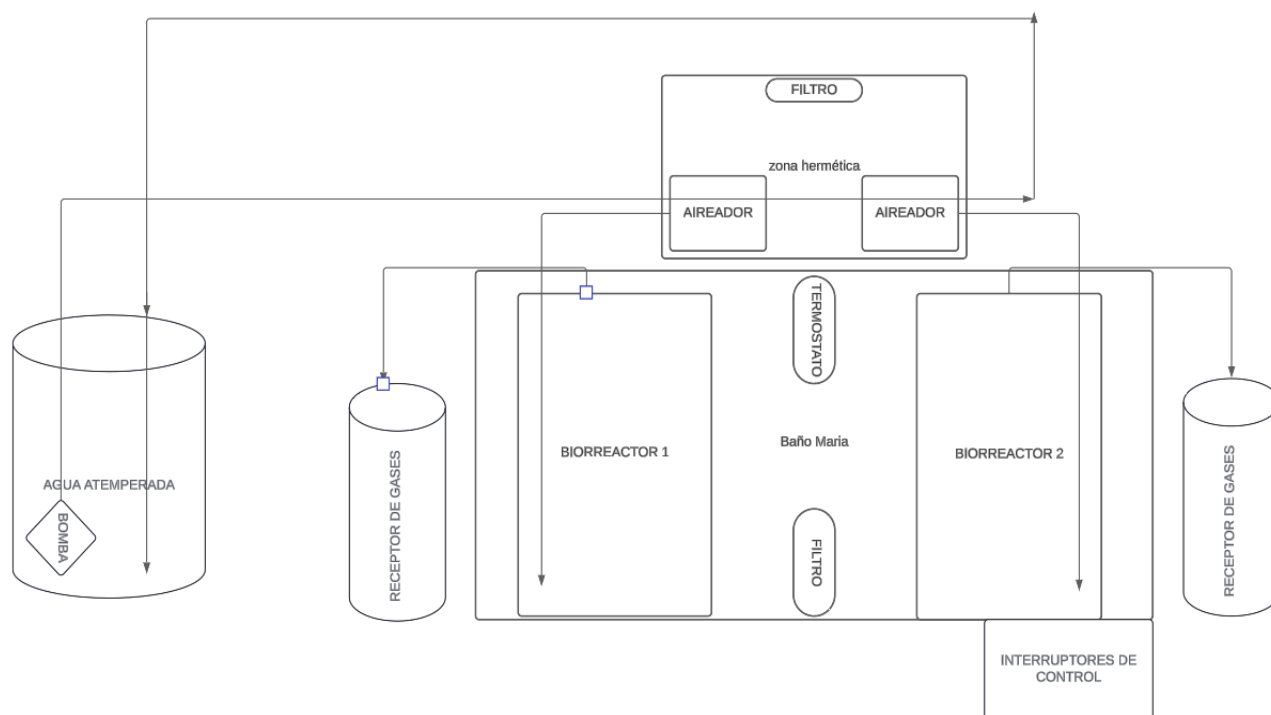 FILTRO
zona hermética
AIREADOR
AIREADOR
TERMOSTATO
Baño Maria
BIORREACTOR 1
BIORREACTOR 2
AGUA ATEMPERADA
BOMBA
RECEPTOR DE GASES
RECEPTOR DE GASES
FILTRO
INTERRUPTORES DE
CONTROL